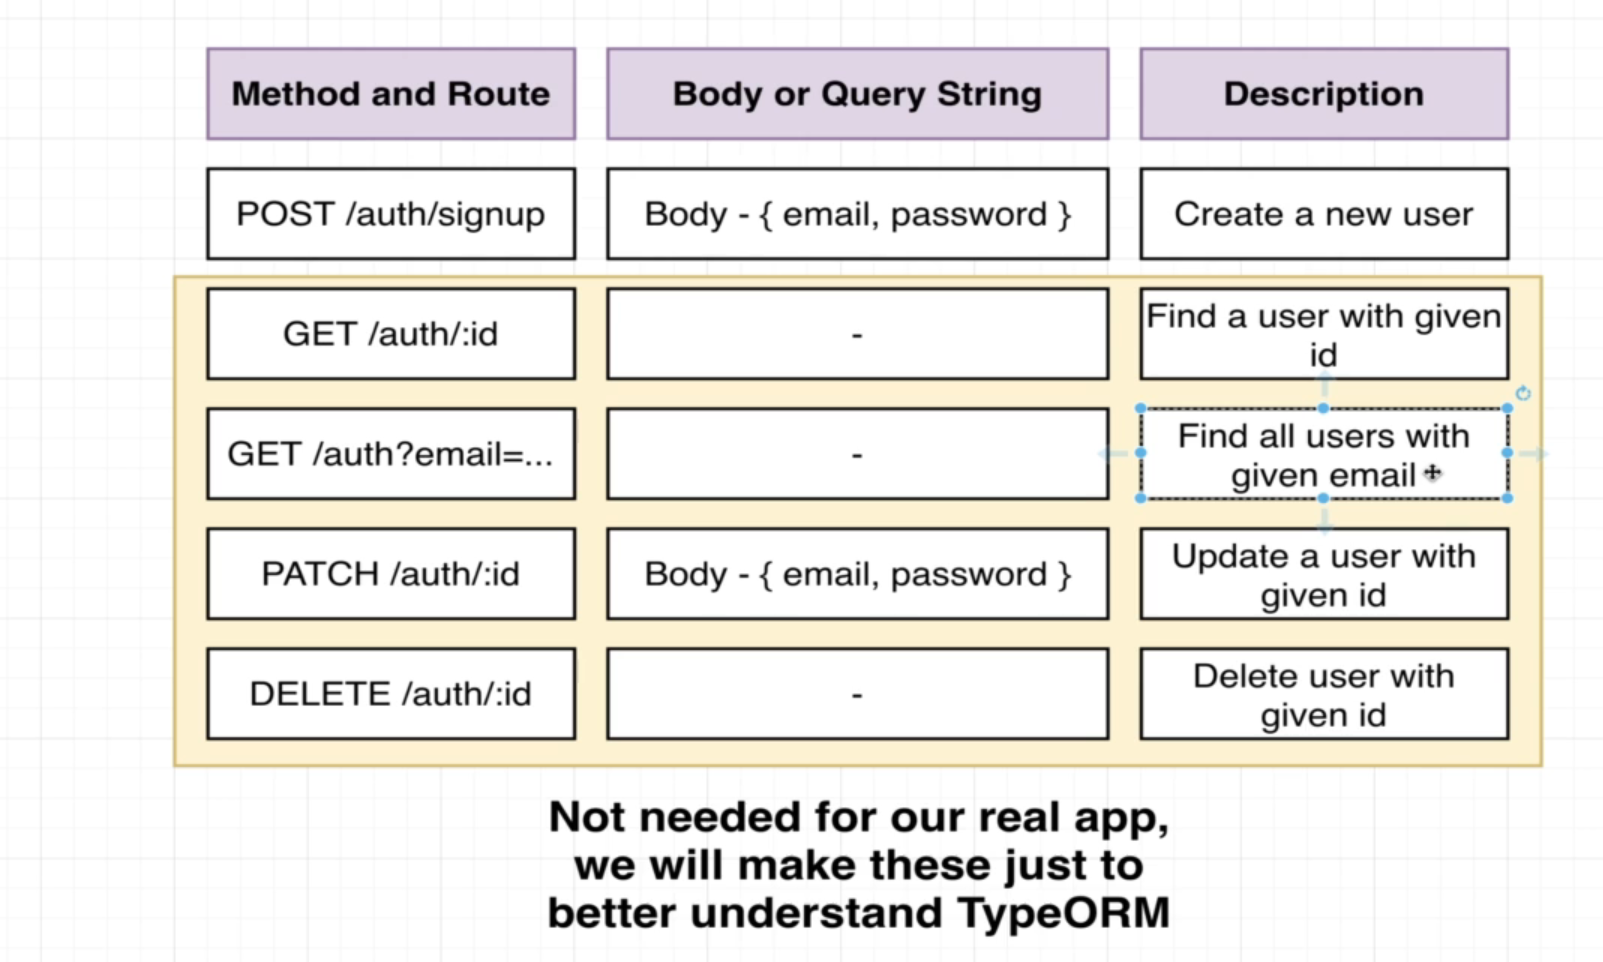 Method and Route
Body or Query String
Description
POST /auth/signup
Body - { email, password }
Create a new user
GET /auth/:id
-
Find a user with given
id
GET /auth?email=...
-
Find all users with
given email
PATCH /auth/:id
Body - { email, password }
Update a user with
given id
DELETE /auth/:id
-
Delete user with
given id
Not needed for our real app,
we will make these just to
better understand TypeORM